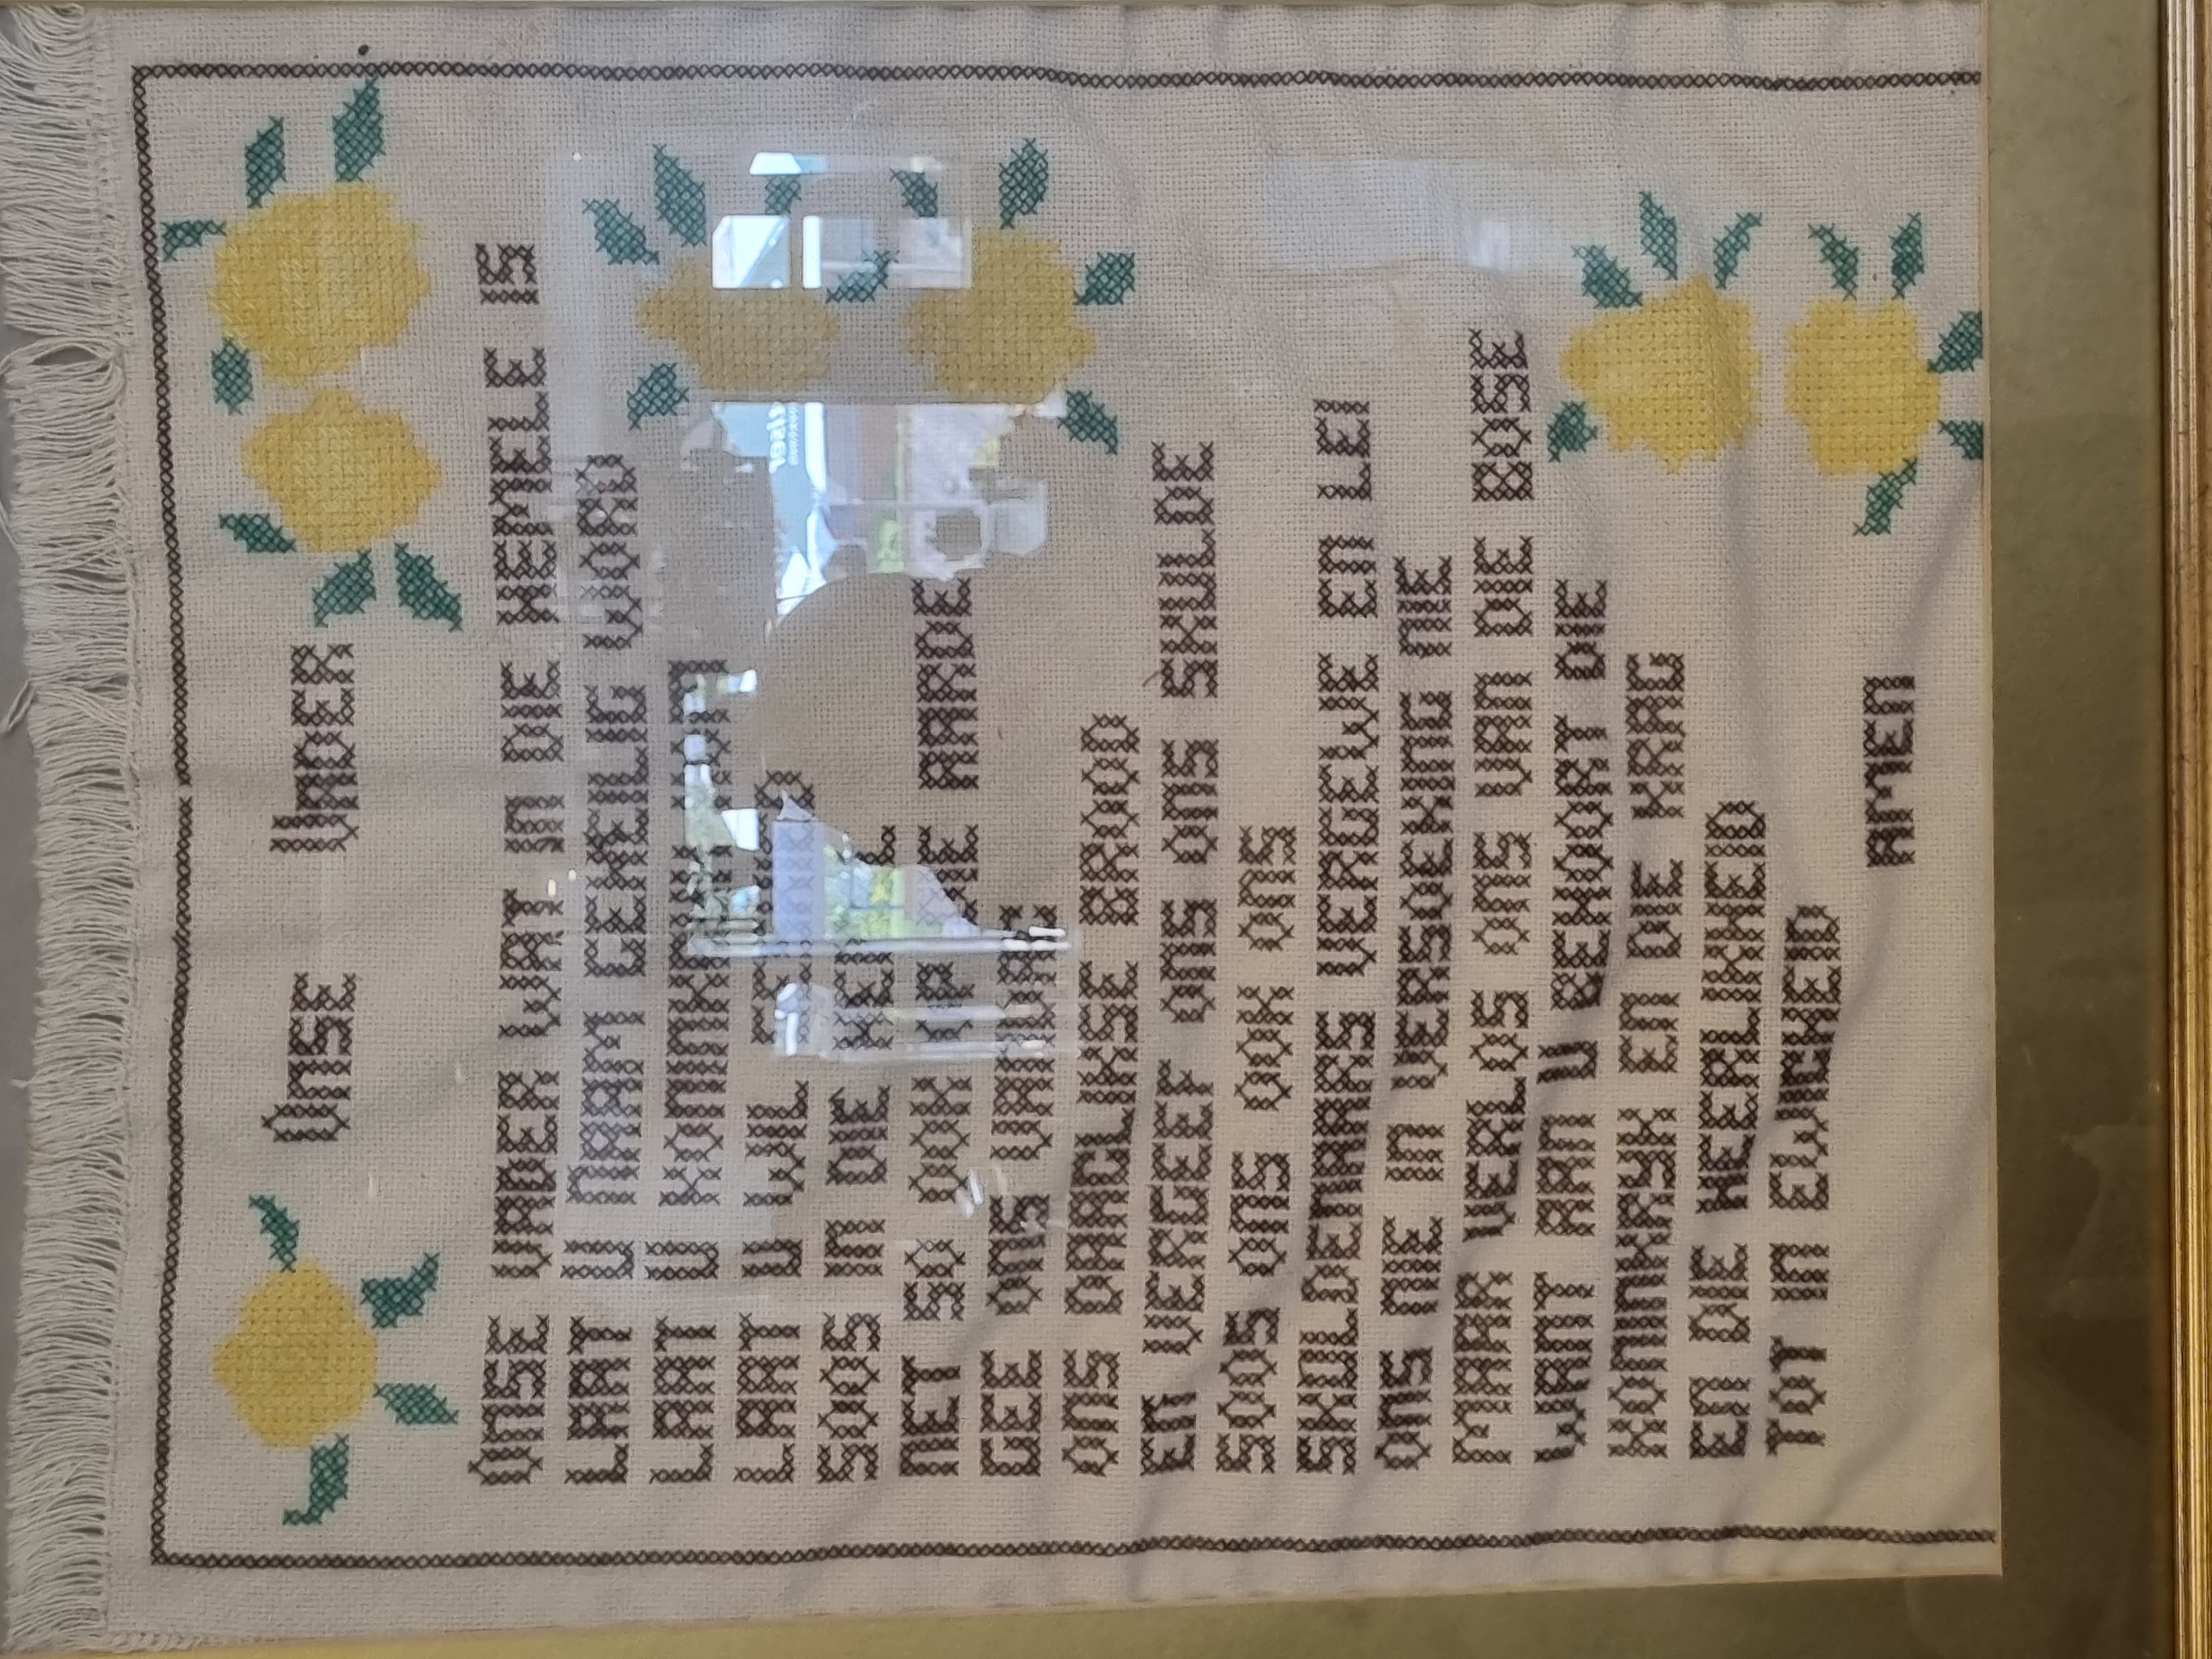 ONSE VADER
ONSE VADER WAT IN DIE HEMELE IS
LAAT U NAAM GEHEILIG WORD
LAAT U KONINKRYK KOM
LAAT U WIL
SOOS IN DIE HEMEL
NET SO OOK OP DIE AARDE
GEE ONS VANDAG
ONS DAAGLIKSE BROOD
EN VERGEEF ONS ONS SKULDE
SOOS ONS OOK ONS
SKULDENAARS VERGEWE EN LEI
ONS NIE IN VERSOEKING NIE
MAAR VERLOS ONS VAN DIE BOSE
WANT AAN U BEHOORT DIE
KONINKRYK EN DIE KRAG
EN DIE HEERLIKHEID
TOT IN EWIGHEID
AMEN